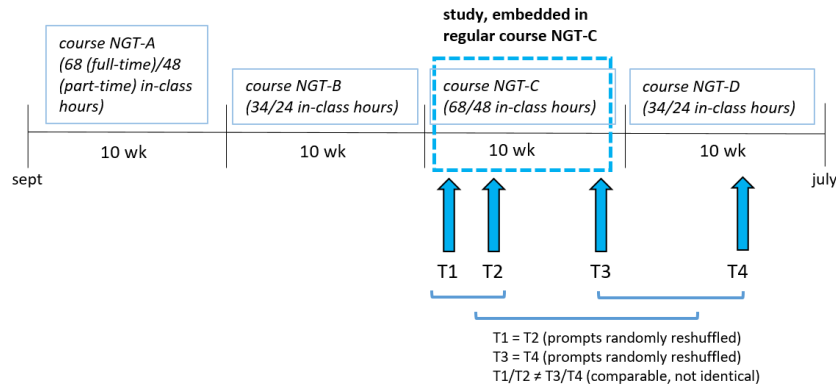 study, embedded in
regular course NGT-C
course NGT-A
(68 (full-time)/48
(part-time) in-class
hours)
course NGT-B
(34/24 in-class hours)
course NGT-C
(68/48 in-class hours)
course NGT-D
(34/24 in-class hours)
10 wk
10 wk
10 wk
10 wk
sept
july
T1
T2
T3
T4
T1 = T2 (prompts randomly reshuffled)
T3 = T4 (prompts randomly reshuffled)
T1/T2 ≠ T3/T4 (comparable, not identical)